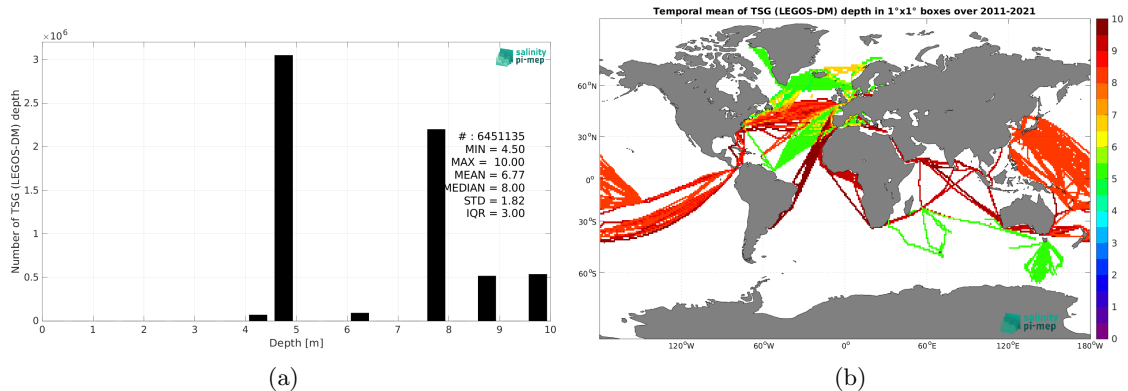 Number of TSG (LEGOS-DM) depth
×10⁶
3
2.5
2
1.5
1
0.5
0
salinity
pi-mep
# : 6451135
MIN = 4.50
MAX = 10.00
MEAN = 6.77
MEDIAN = 8.00
STD = 1.82
IQR = 3.00
0 1 2 3 4 5 6 7 8 9 10
Depth [m]
(a)
Temporal mean of TSG (LEGOS-DM) depth in 1°x1° boxes over 2011-2021
60°N
30°N
0°
30°S
60°S
120°W 60°W 0° 60°E 120°E 180°W
salinity
pi-mep
10
9
8
7
6
5
4
3
2
1
0
(b)